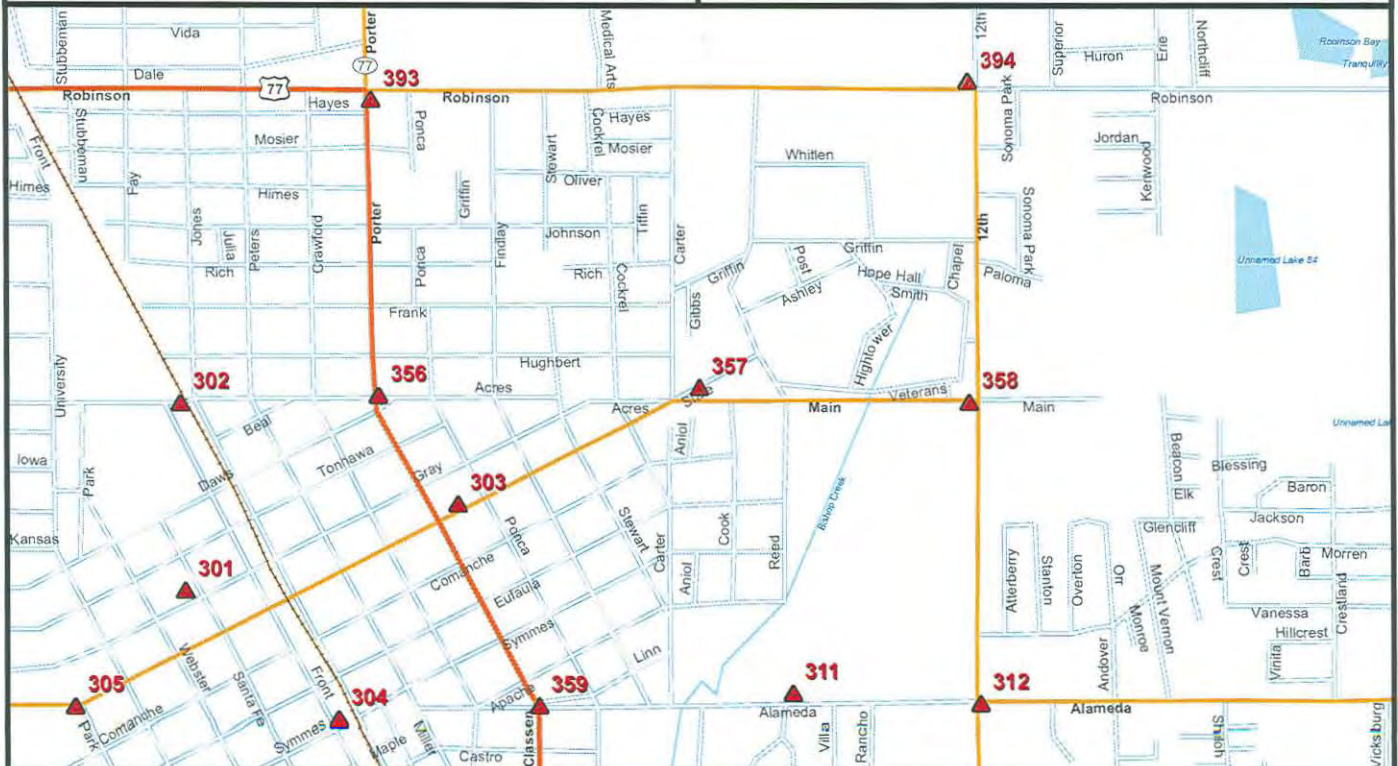 Stubbeman
Vida
Dale
Porter
77
393
Medical Arts
12th
Superior
Huron
Erie
Northcliff
Robinson Bay
394
Robinson
77
Hayes
Robinson
Robinson
Sonoma Park
Front
Stubbeman
Mosier
Ponca
Cockrel
Hayes
Mosier
Stewart
Oliver
Whitlen
Jordan
Kenwood
Himes
Fay
Himes
Griffin
Tiffin
Jones
Julia
Peters
Crawford
Porter
Ponca
Findlay
Johnson
Carter
Griffin
12th
Sonoma Park
Rich
Rich
Cockrel
Griffin
Post
Ashley
Hope Hall
Smith
Chapel
Paloma
Unnamed Lake 84
Frank
Gibbs
Hightower
University
Hughbert
302
356
Acres
357
Acres
Main
Veterans
358
Main
Beal
Iowa
Park
Daws
Tonhawa
Gray
Aniol
Bishop Creek
Beacon
Blessing
Elk
Baron
303
Kansas
Ponca
Stewart
Carter
Cook
Reed
Glencliff
Jackson
Crest
Crest
Barb
Morren
301
Comanche
Eufaula
Aniol
Atterberry
Stanton
Overton
Orr
Monroe
Mount Vernon
Vanessa
Hillcrest
Crestland
Symmes
Linn
Webster
Santa Fe
Front
Andover
Vinita
305
Park
Comanche
304
Symmes
Maple
Miller
Apache
359
Classen
Castro
311
Alameda
Villa
Rancho
312
Alameda
Shiloh
Vicksburg